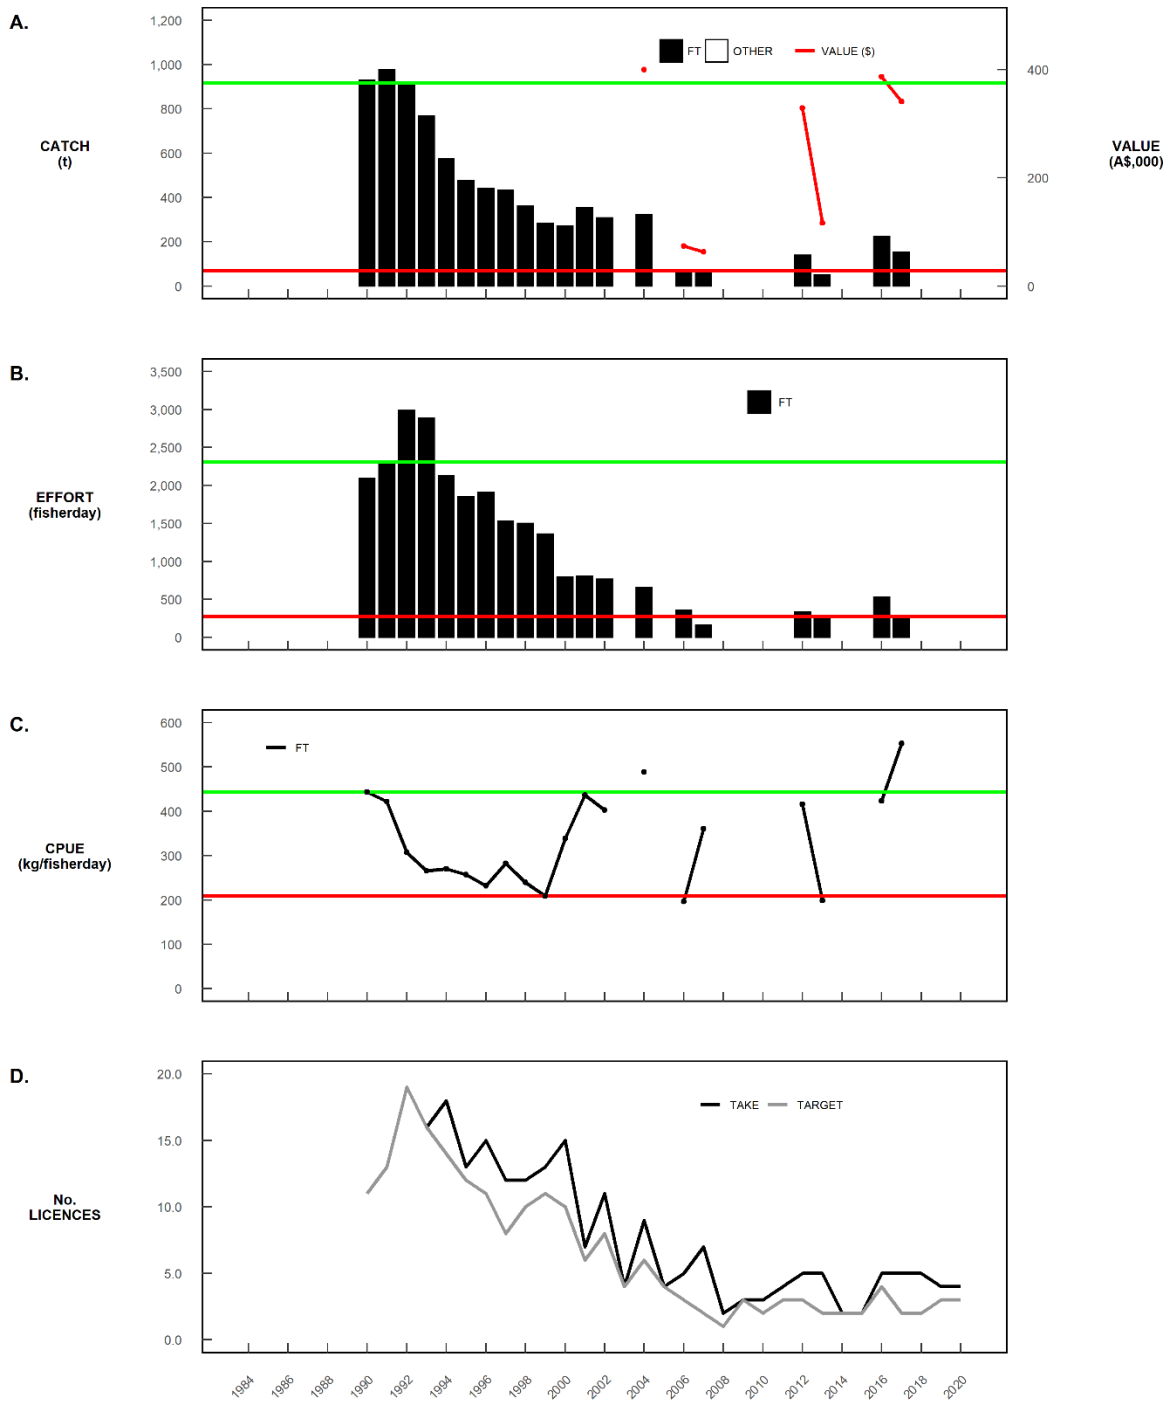 A.
1,200
1,000
800
600
400
200
0
CATCH
(t)
FT OTHER VALUE ($)
400
200
0
VALUE
(A$,000)
B.
3,500
3,000
2,500
2,000
1,500
1,000
500
0
EFFORT
(fisherday)
FT
C.
600
500
400
300
200
100
0
CPUE
(kg/fisherday)
FT
D.
20.0
15.0
10.0
5.0
0.0
No.
LICENCES
TAKE TARGET
1984 1986 1988 1990 1992 1994 1996 1998 2000 2002 2004 2006 2008 2010 2012 2014 2016 2018 2020